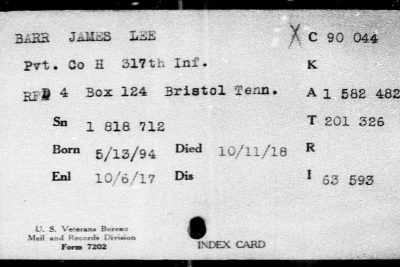 BARR JAMES LEE X C 90 044
Pvt. Co H 317th Inf. K
RFD 4 Box 124 Bristol Tenn. A 1 582 482
Sn 1 818 712 T 201 326
Born 5/13/94 Died 10/11/18 R
Enl 10/6/17 Dis I 63 593
U. S. Veterans Bureau
Mail and Records Division
Form 7202
INDEX CARD